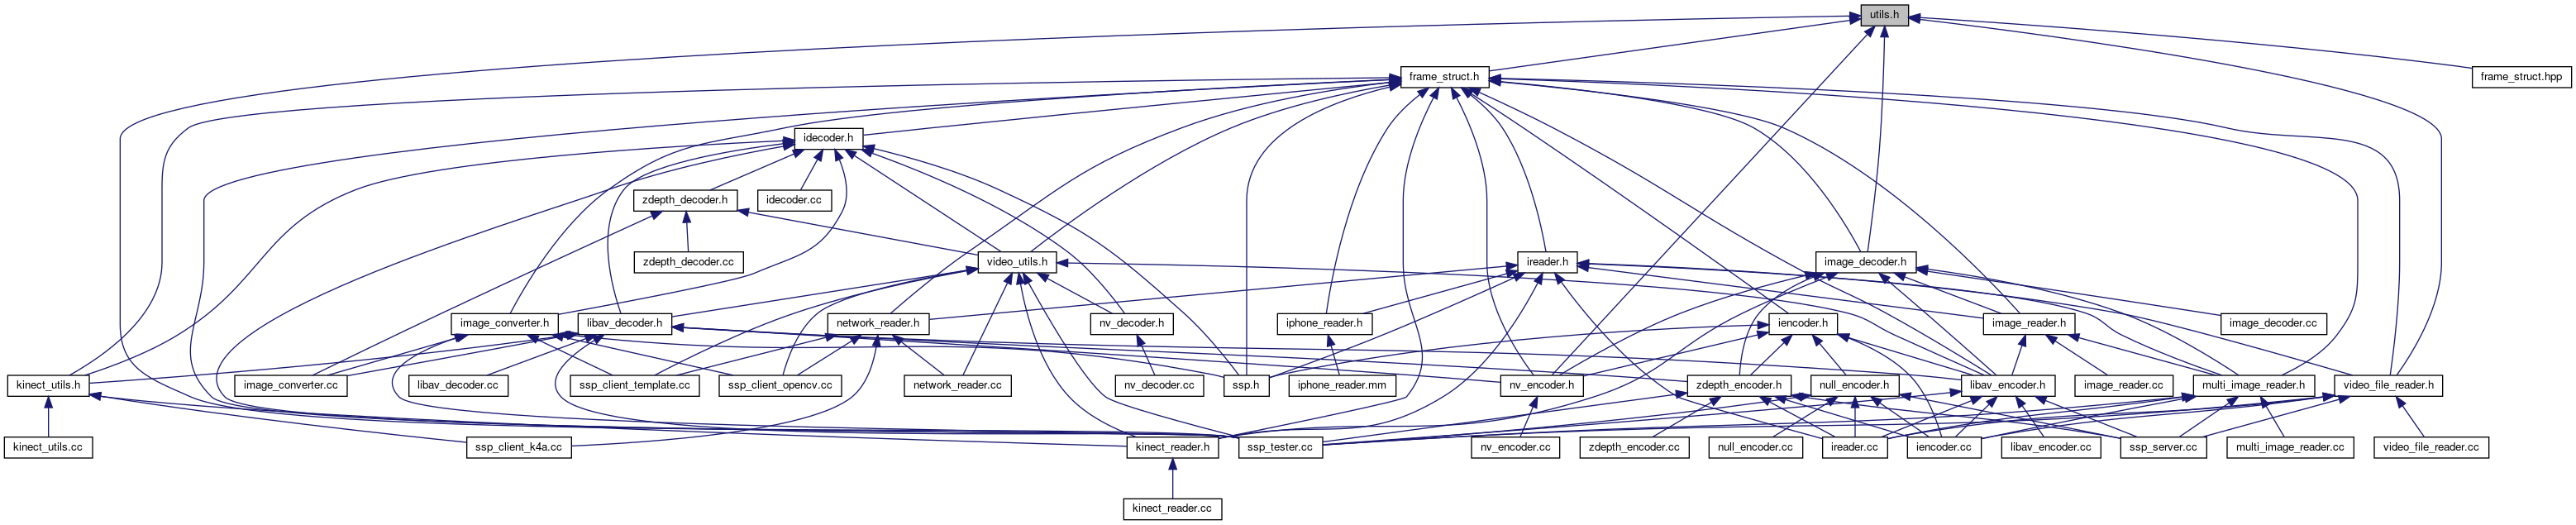 utils.h
frame_struct.h
frame_struct.hpp
idecoder.h
zdepth_decoder.h
idecoder.cc
zdepth_decoder.cc
video_utils.h
ireader.h
image_decoder.h
image_converter.h
libav_decoder.h
network_reader.h
nv_decoder.h
iphone_reader.h
iencoder.h
image_reader.h
image_decoder.cc
kinect_utils.h
image_converter.cc
libav_decoder.cc
ssp_client_template.cc
ssp_client_opencv.cc
network_reader.cc
nv_decoder.cc
ssp.h
iphone_reader.mm
nv_encoder.h
zdepth_encoder.h
null_encoder.h
libav_encoder.h
image_reader.cc
multi_image_reader.h
video_file_reader.h
kinect_utils.cc
ssp_client_k4a.cc
kinect_reader.h
ssp_tester.cc
nv_encoder.cc
zdepth_encoder.cc
null_encoder.cc
ireader.cc
iencoder.cc
libav_encoder.cc
ssp_server.cc
multi_image_reader.cc
video_file_reader.cc
kinect_reader.cc